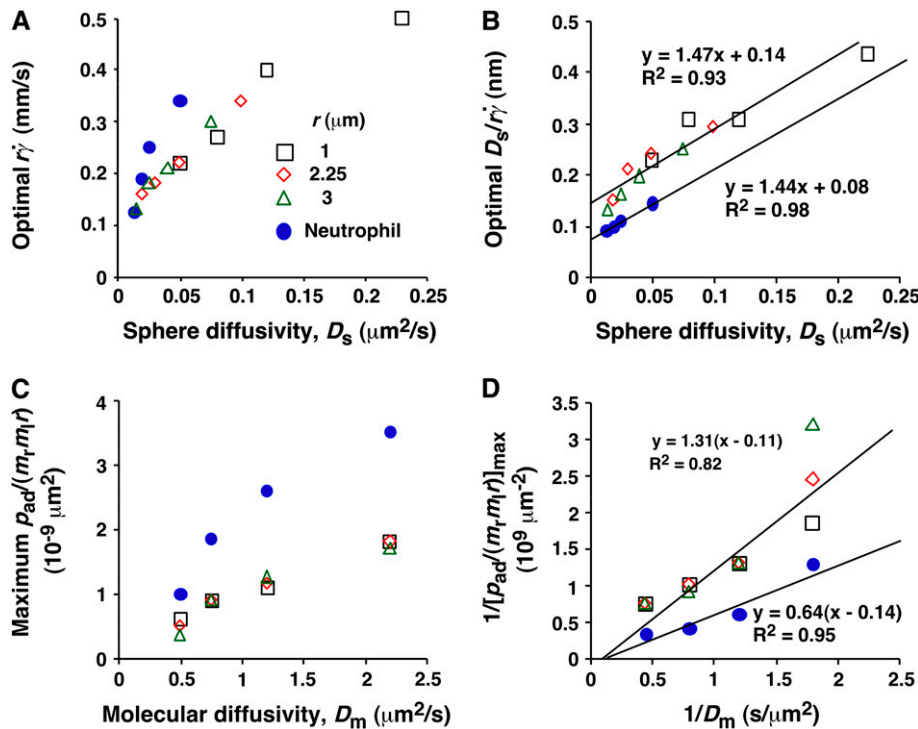 A
Optimal rγ̇ (mm/s)
0.5
0.4
0.3
0.2
0.1
0
r (μm)
1
2.25
3
Neutrophil
0 0.05 0.1 0.15 0.2 0.25
Sphere diffusivity, Ds (μm²/s)
B
Optimal Ds/rγ̇ (nm)
0.5
0.4
0.3
0.2
0.1
0
y = 1.47x + 0.14
R² = 0.93
y = 1.44x + 0.08
R² = 0.98
0 0.05 0.1 0.15 0.2 0.25
Sphere diffusivity, Ds (μm²/s)
C
Maximum pad/(mrmlr)
(10⁻⁹ μm²)
4
3
2
1
0
0 0.5 1 1.5 2 2.5
Molecular diffusivity, Dm (μm²/s)
D
1/[pad/(mrmlr)]max
(10⁹ μm⁻²)
3.5
3
2.5
2
1.5
1
0.5
0
y = 1.31(x - 0.11)
R² = 0.82
y = 0.64(x - 0.14)
R² = 0.95
0 0.5 1 1.5 2 2.5
1/Dm (s/μm²)